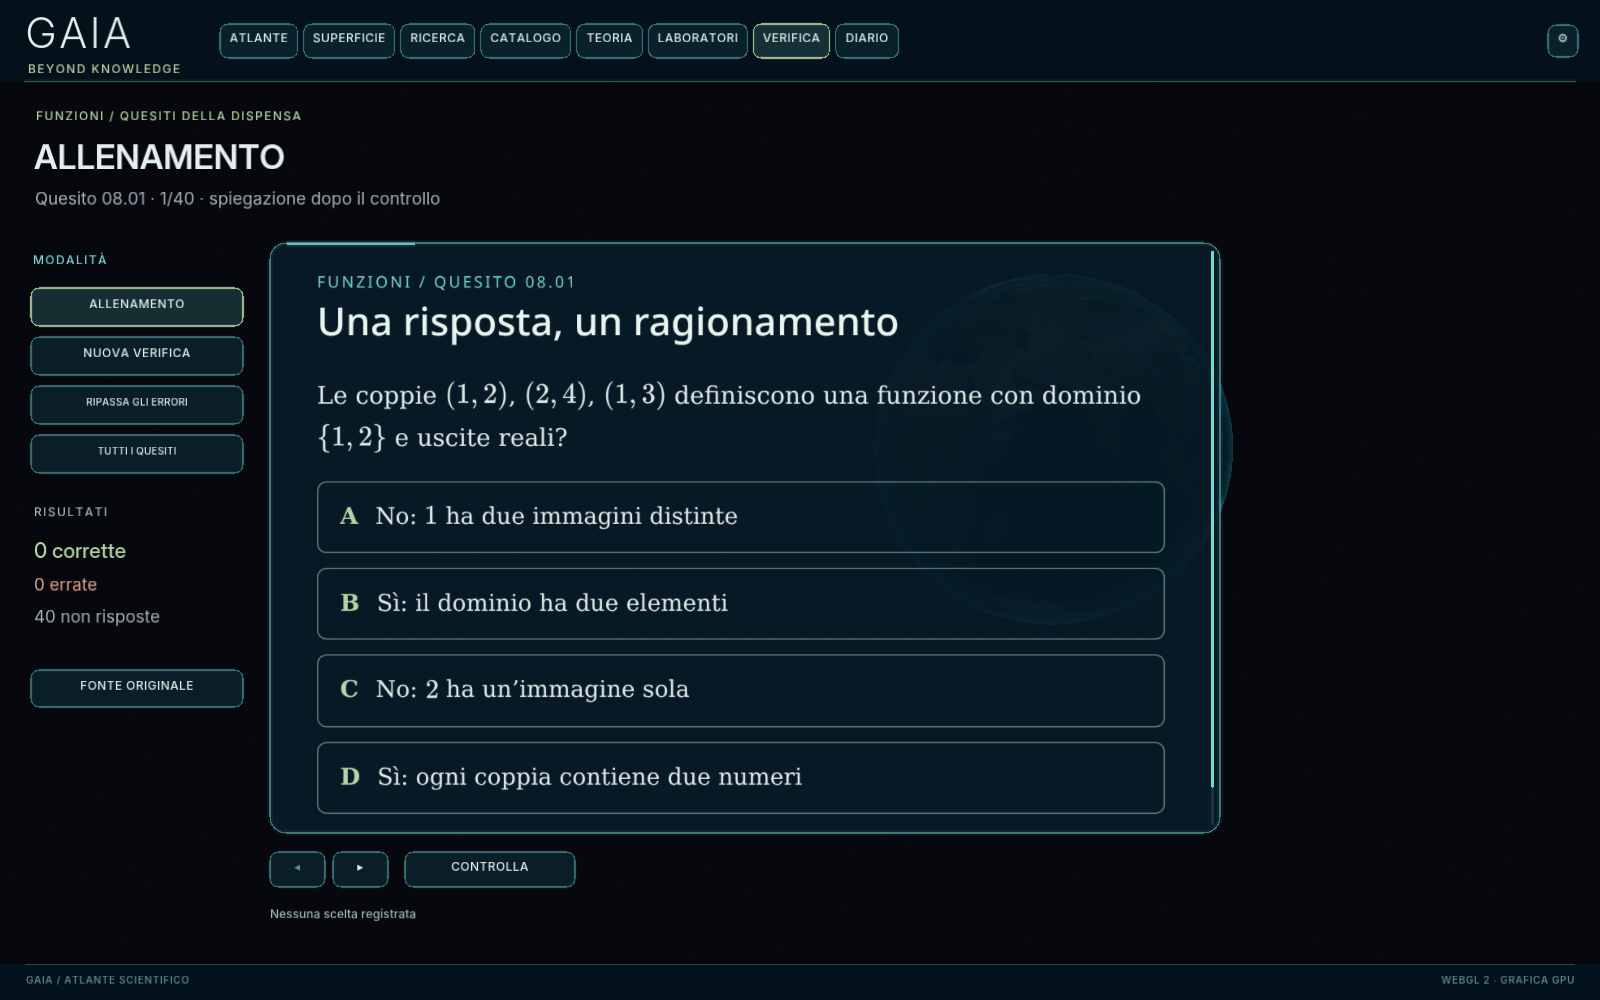 GAIA
BEYOND KNOWLEDGE
ATLANTE SUPERFICIE RICERCA CATALOGO TEORIA LABORATORI VERIFICA DIARIO
FUNZIONI / QUESITI DELLA DISPENSA
ALLENAMENTO
Quesito 08.01 · 1/40 · spiegazione dopo il controllo
MODALITÀ
ALLENAMENTO
NUOVA VERIFICA
RIPASSA GLI ERRORI
TUTTI I QUESITI
RISULTATI
0 corrette
0 errate
40 non risposte
FONTE ORIGINALE
FUNZIONI / QUESITO 08.01
Una risposta, un ragionamento
Le coppie (1, 2), (2, 4), (1, 3) definiscono una funzione con dominio
{1, 2} e uscite reali?
A No: 1 ha due immagini distinte
B Sì: il dominio ha due elementi
C No: 2 ha un’immagine sola
D Sì: ogni coppia contiene due numeri
CONTROLLA
Nessuna scelta registrata
GAIA / ATLANTE SCIENTIFICO
WEBGL 2 · GRAFICA GPU